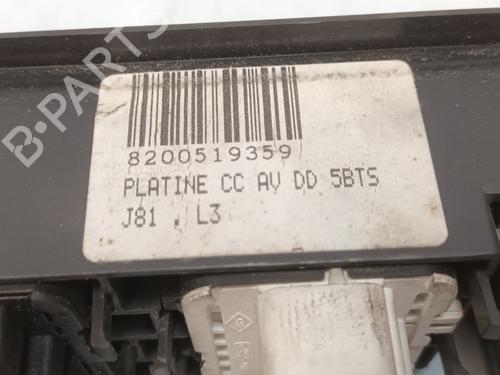 B-PARTS
8200519359
PLATINE CC AV DD 5BTS
J81 . L3